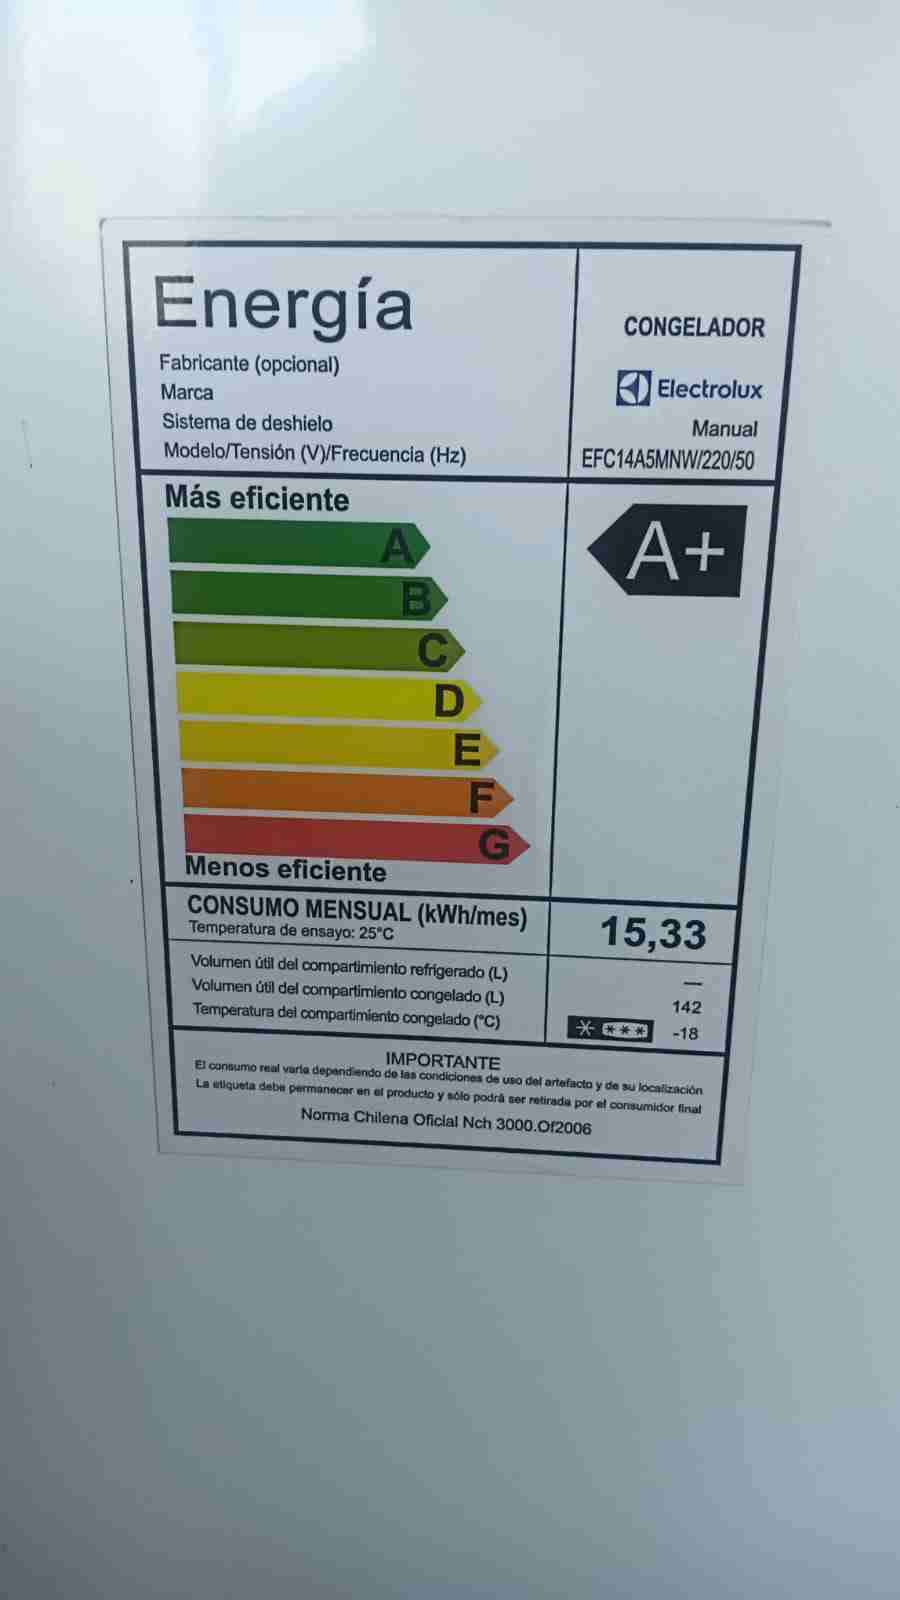 Energía
Fabricante (opcional)
Marca
Sistema de deshielo
Modelo/Tensión (V)/Frecuencia (Hz)
CONGELADOR
Electrolux
Manual
EFC14A5MNW/220/50
Más eficiente
A
B
C
D
E
F
G
Menos eficiente
A+
CONSUMO MENSUAL (kWh/mes)
Temperatura de ensayo: 25°C
15,33
Volumen útil del compartimiento refrigerado (L) —
Volumen útil del compartimiento congelado (L) 142
Temperatura del compartimiento congelado (°C) * *** -18
IMPORTANTE
El consumo real varía dependiendo de las condiciones de uso del artefacto y de su localización
La etiqueta debe permanecer en el producto y sólo podrá ser retirada por el consumidor final
Norma Chilena Oficial Nch 3000.Of2006